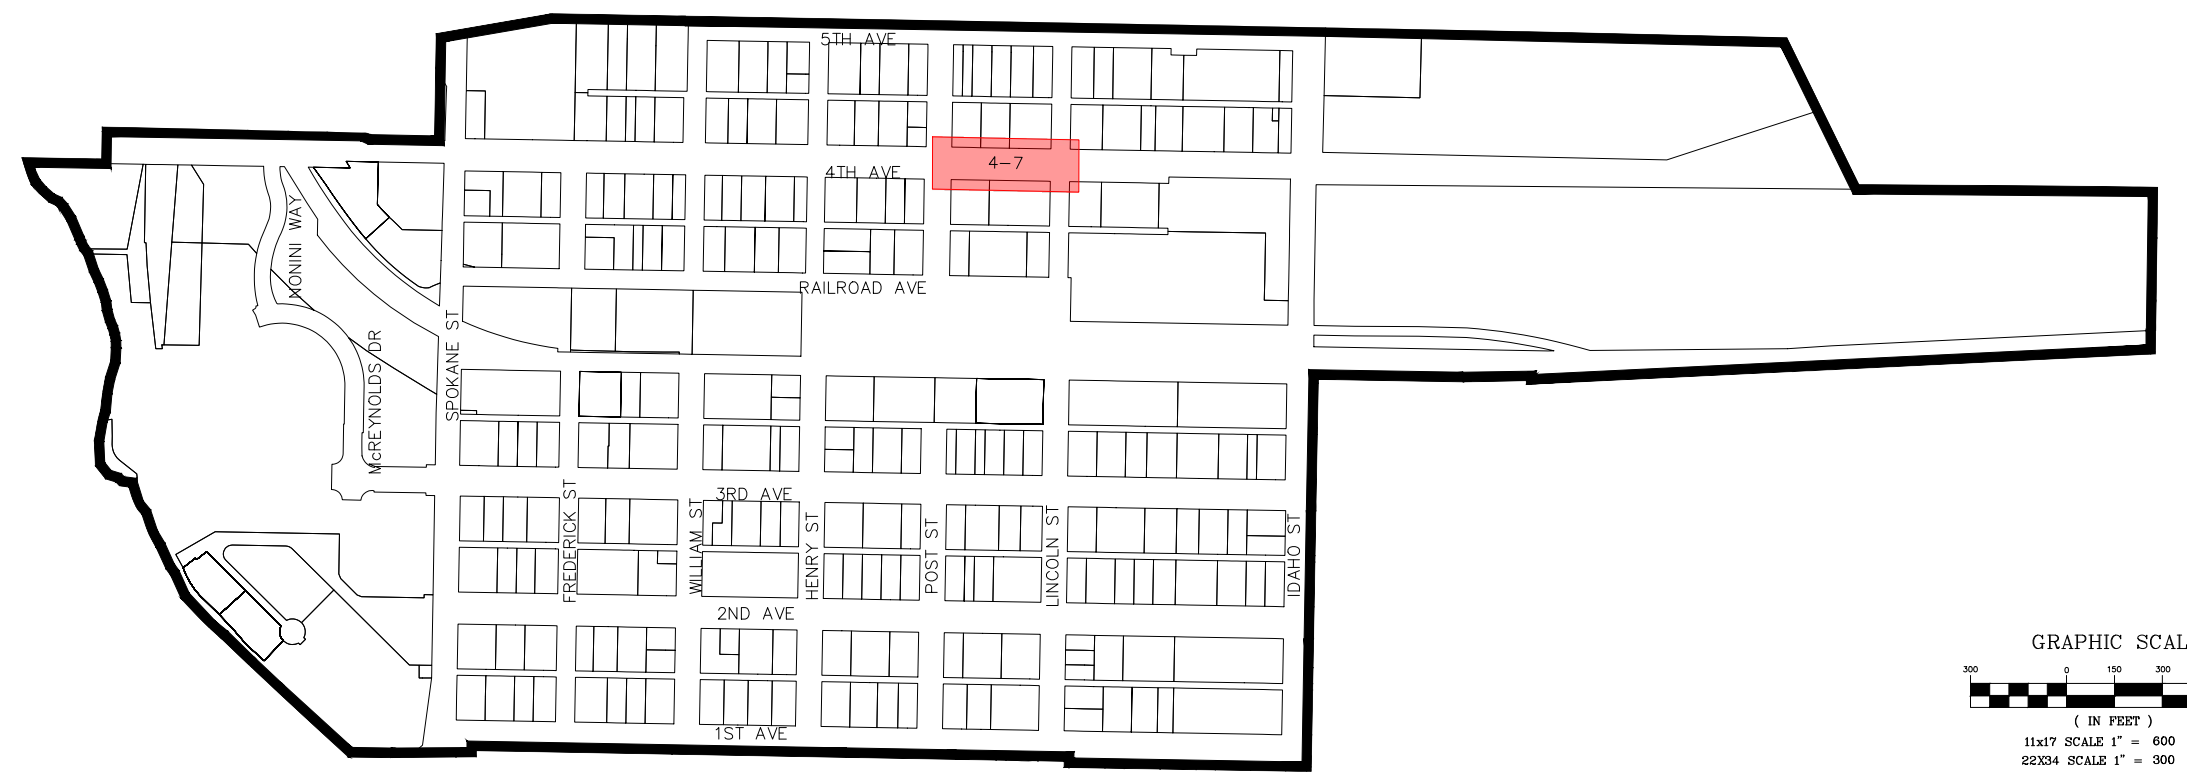 5TH AVE
4-7
4TH AVE
MONINI WAY
RAILROAD AVE
SPOKANE ST
McREYNOLDS DR
3RD AVE
FREDERICK ST
WILLIAM ST
HENRY ST
POST ST
LINCOLN ST
IDAHO ST
2ND AVE
1ST AVE
GRAPHIC SCAL
300 0 150 300
( IN FEET )
11x17 SCALE 1" = 600
22X34 SCALE 1" = 300